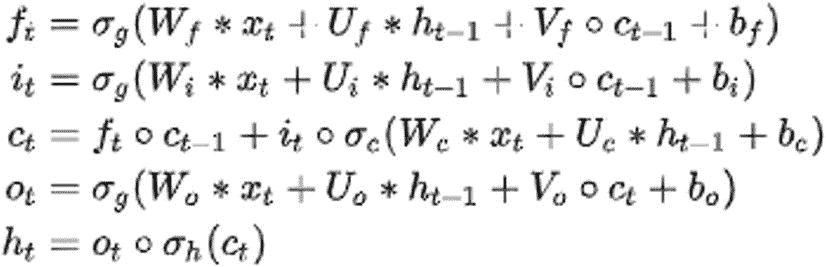 f_t = σ_g(W_f * x_t + U_f * h_{t−1} + V_f ∘ c_{t−1} + b_f)
i_t = σ_g(W_i * x_t + U_i * h_{t−1} + V_i ∘ c_{t−1} + b_i)
c_t = f_t ∘ c_{t−1} + i_t ∘ σ_c(W_c * x_t + U_c * h_{t−1} + b_c)
o_t = σ_g(W_o * x_t + U_o * h_{t−1} + V_o ∘ c_t + b_o)
h_t = o_t ∘ σ_h(c_t)